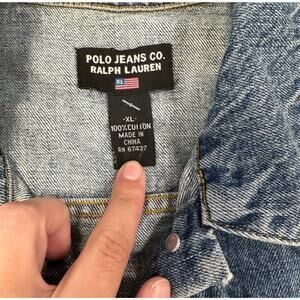 POLO JEANS CO.
RALPH LAUREN
-XL-
100% COTTON
MADE IN
CHINA
RN 67437